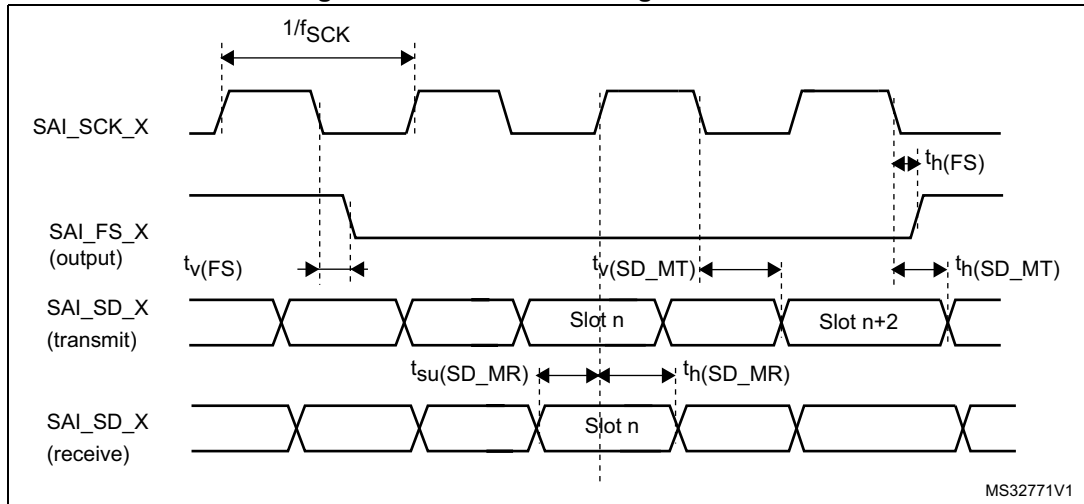 1/fSCK
SAI_SCK_X
th(FS)
SAI_FS_X
(output)
tv(FS)
tv(SD_MT)
th(SD_MT)
SAI_SD_X
(transmit)
Slot n
Slot n+2
tsu(SD_MR)
th(SD_MR)
SAI_SD_X
(receive)
Slot n
MS32771V1